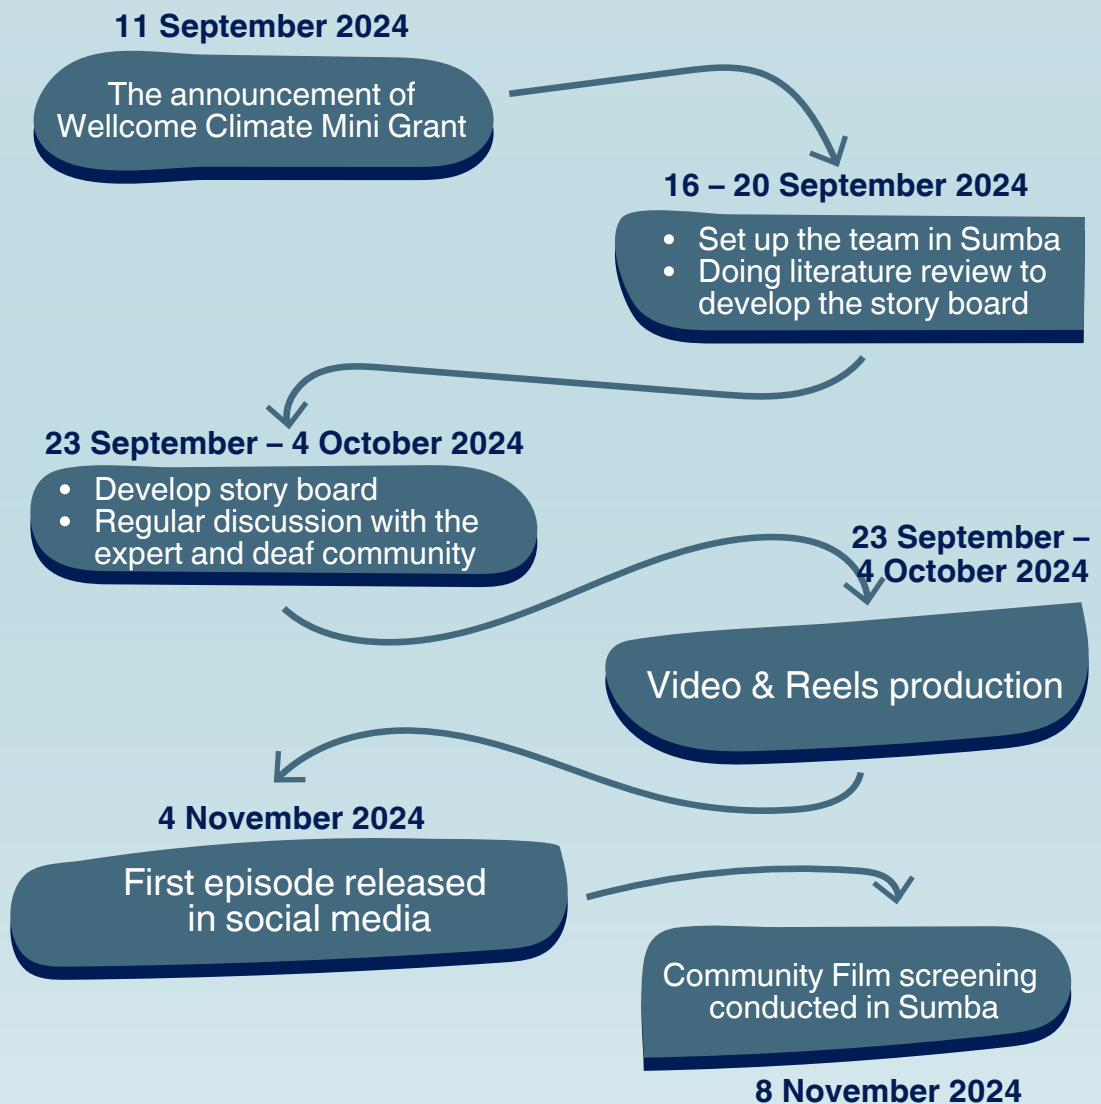 11 September 2024
The announcement of
Wellcome Climate Mini Grant
16 – 20 September 2024
• Set up the team in Sumba
• Doing literature review to
develop the story board
23 September – 4 October 2024
• Develop story board
• Regular discussion with the
expert and deaf community
23 September –
4 October 2024
Video & Reels production
4 November 2024
First episode released
in social media
Community Film screening
conducted in Sumba
8 November 2024